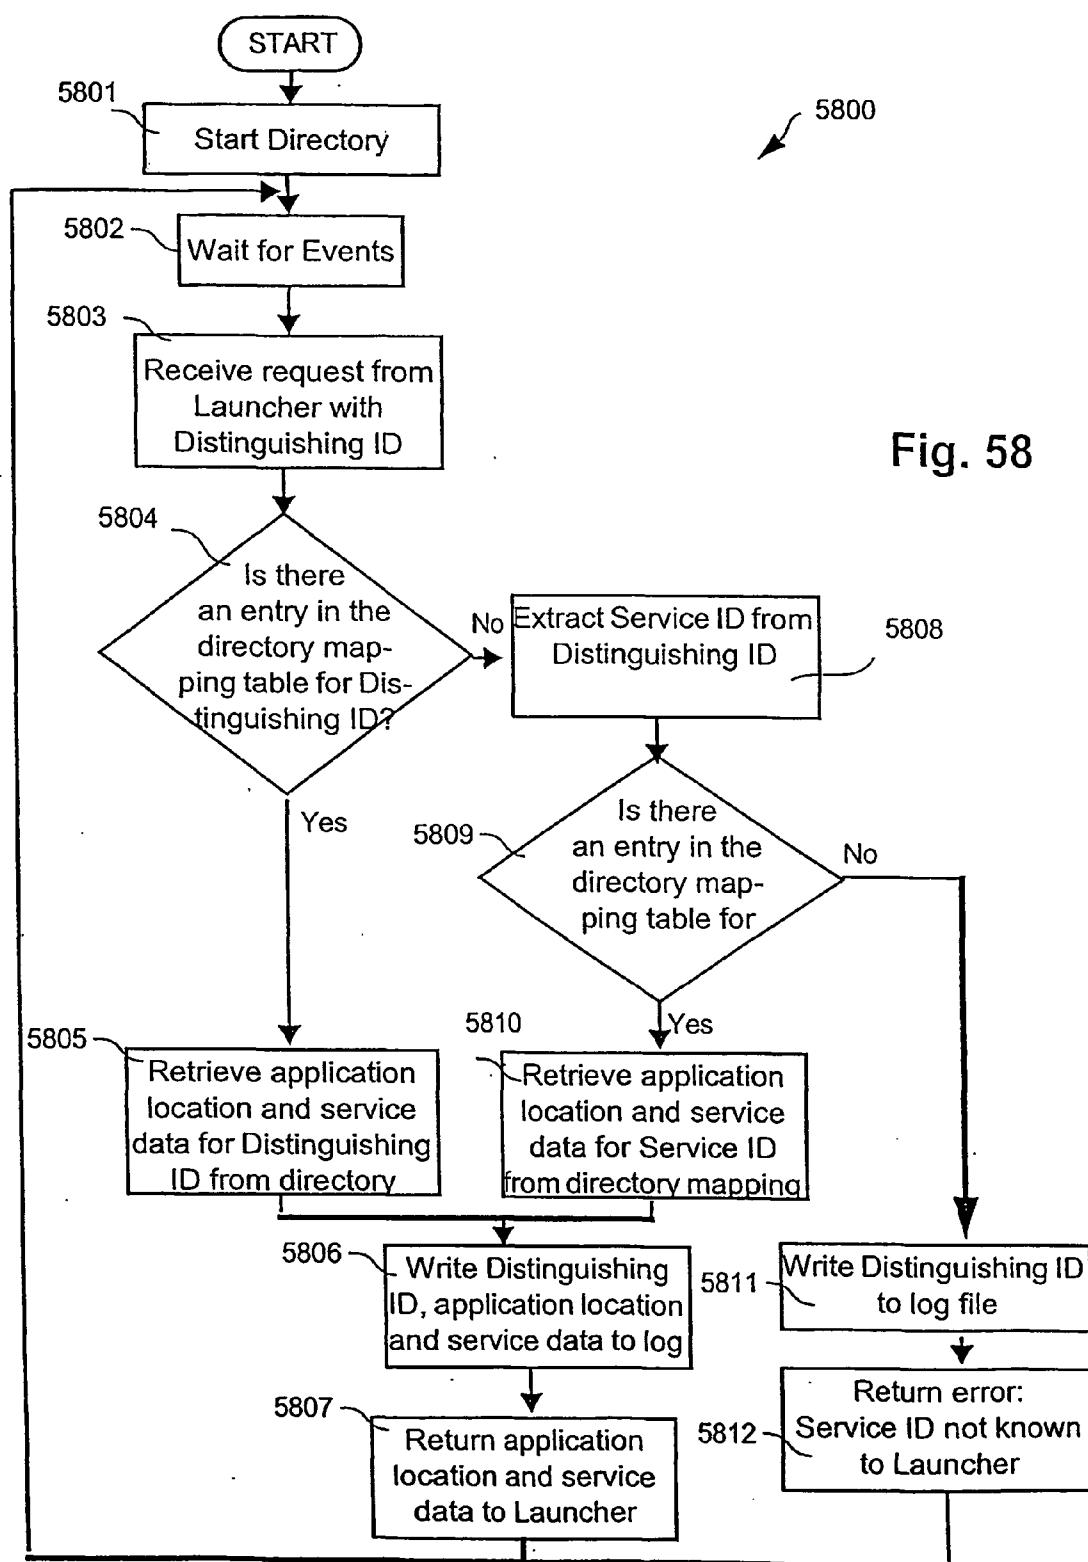 START
5801
Start Directory
5800
5802
Wait for Events
5803
Receive request from
Launcher with
Distinguishing ID
Fig. 58
5804
Is there
an entry in the
directory map-
ping table for Dis-
tinguishing ID?
No
Extract Service ID from
Distinguishing ID
5808
Yes
5809
Is there
an entry in the
directory map-
ping table for
No
Yes
5805
Retrieve application
location and service
data for Distinguishing
ID from directory
5810
Retrieve application
location and service
data for Service ID
from directory mapping
5806
Write Distinguishing
ID, application location
and service data to log
5811
Write Distinguishing ID
to log file
5807
Return application
location and service
data to Launcher
5812
Return error:
Service ID not known
to Launcher